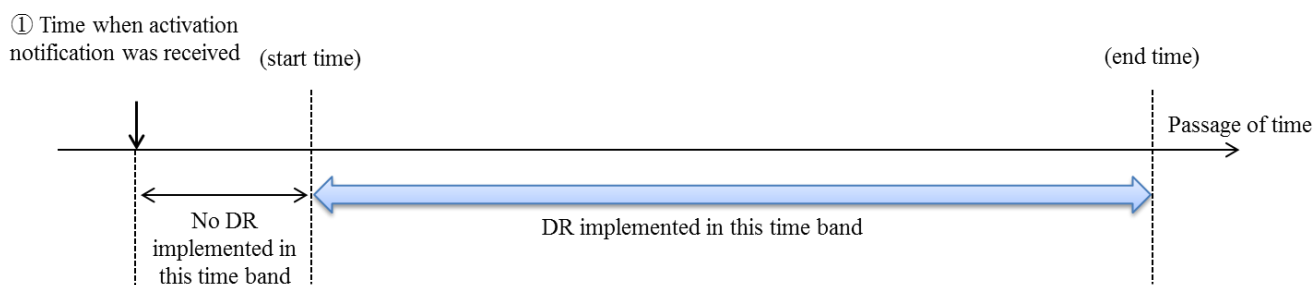 ① Time when activation
notification was received
(start time)
(end time)
Passage of time
No DR
implemented in
this time band
DR implemented in this time band